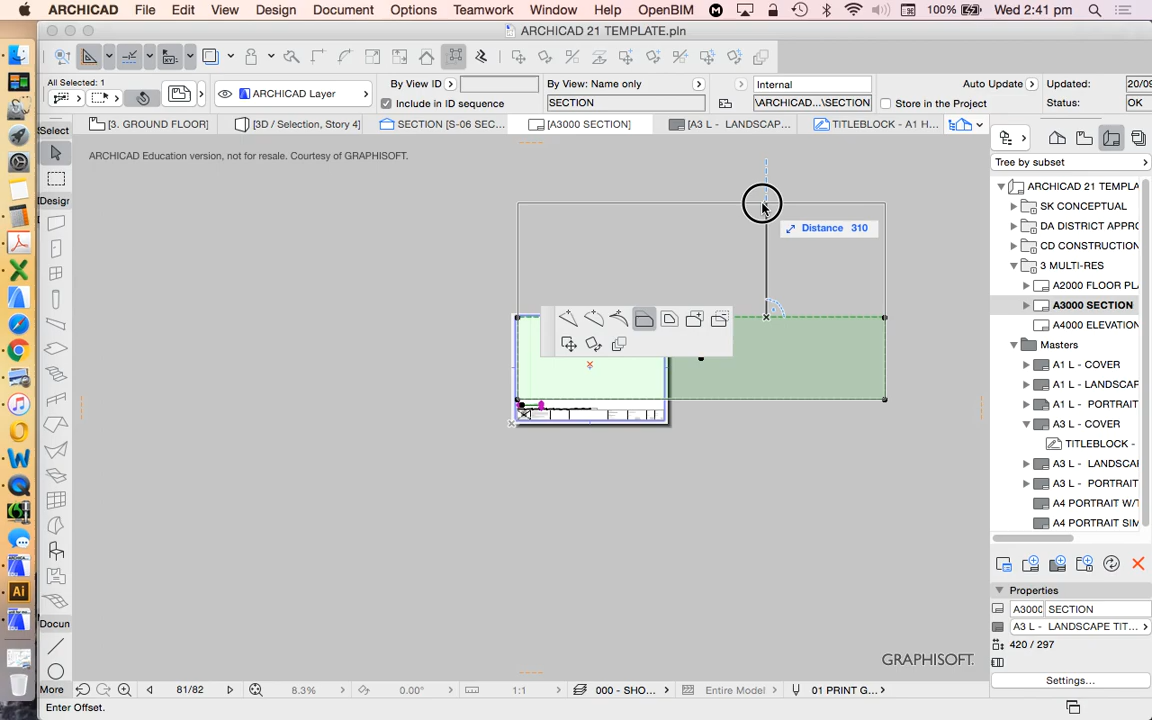 ARCHICAD File Edit View Design Document Options Teamwork Window Help OpenBIM 100% Wed 2:41 pm
ARCHICAD 21 TEMPLATE.pln
All Selected: 1
ARCHICAD Layer
By View ID
Include in ID sequence
By View: Name only
SECTION
Internal
\ARCHICAD...\SECTION
Auto Update
Store in the Project
Updated: 20/09
Status: OK
Select
[3. GROUND FLOOR] [3D / Selection, Story 4] SECTION [S-06 SEC... [A3000 SECTION] [A3 L - LANDSCAP... TITLEBLOCK - A1 H...
ARCHICAD Education version, not for resale. Courtesy of GRAPHISOFT.
Desigr
Distance 310
Tree by subset
ARCHICAD 21 TEMPLA
SK CONCEPTUAL
DA DISTRICT APPRO
CD CONSTRUCTION
3 MULTI-RES
A2000 FLOOR PL
A3000 SECTION
A4000 ELEVATION
Masters
A1 L - COVER
A1 L - LANDSCAP
A1 L - PORTRAIT
A3 L - COVER
TITLEBLOCK -
A3 L - LANDSCAP
A3 L - PORTRAIT
A4 PORTRAIT W/T
A4 PORTRAIT SIM
Properties
A3000 SECTION
A3 L - LANDSCAPE TIT...
420 / 297
Settings...
GRAPHISOFT.
Docun
More
81/82 8.3% 0.00° 1:1 000 - SHO... Entire Model 01 PRINT G...
Enter Offset.